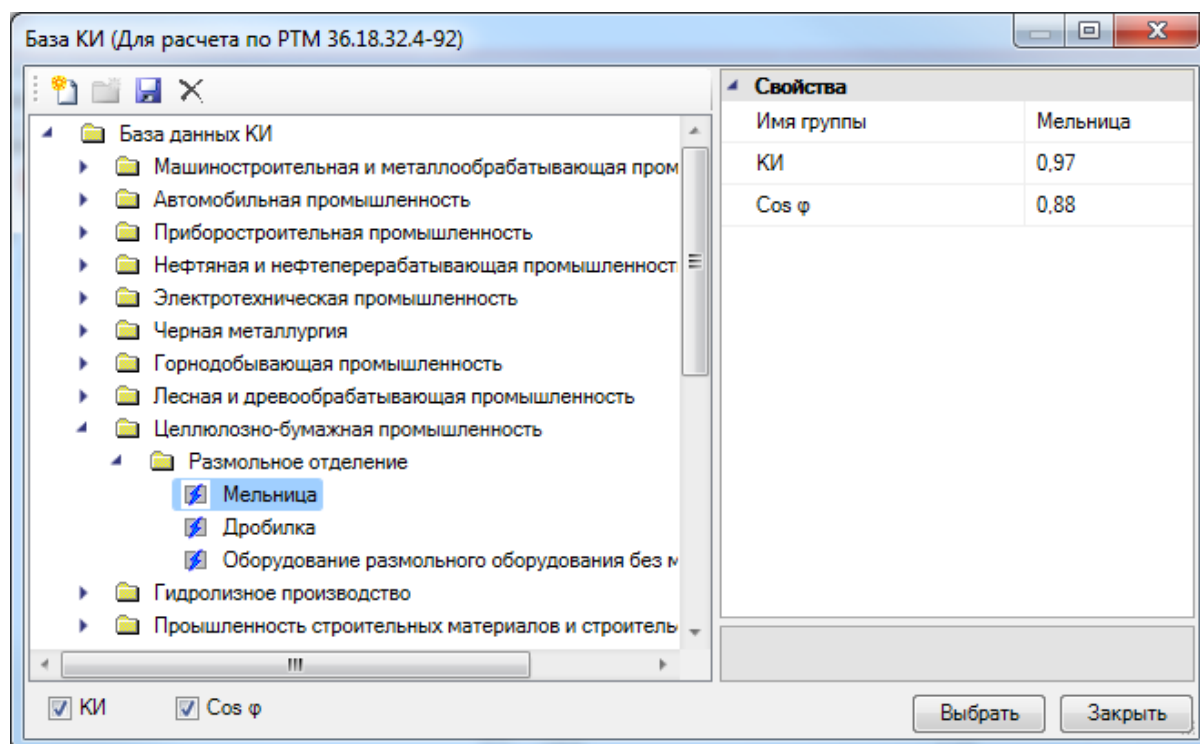 База КИ (Для расчета по РТМ 36.18.32.4-92)
База данных КИ
Машиностроительная и металлообрабатывающая пром
Автомобильная промышленность
Приборостроительная промышленность
Нефтяная и нефтеперерабатывающая промышленност
Электротехническая промышленность
Черная металлургия
Горнодобывающая промышленность
Лесная и древообрабатывающая промышленность
Целлюлозно-бумажная промышленность
Размольное отделение
Мельница
Дробилка
Оборудование размольного оборудования без м
Гидролизное производство
Проышленность строительных материалов и строитель
Свойства
Имя группы Мельница
КИ 0,97
Cos φ 0,88
КИ Cos φ
Выбрать Закрыть